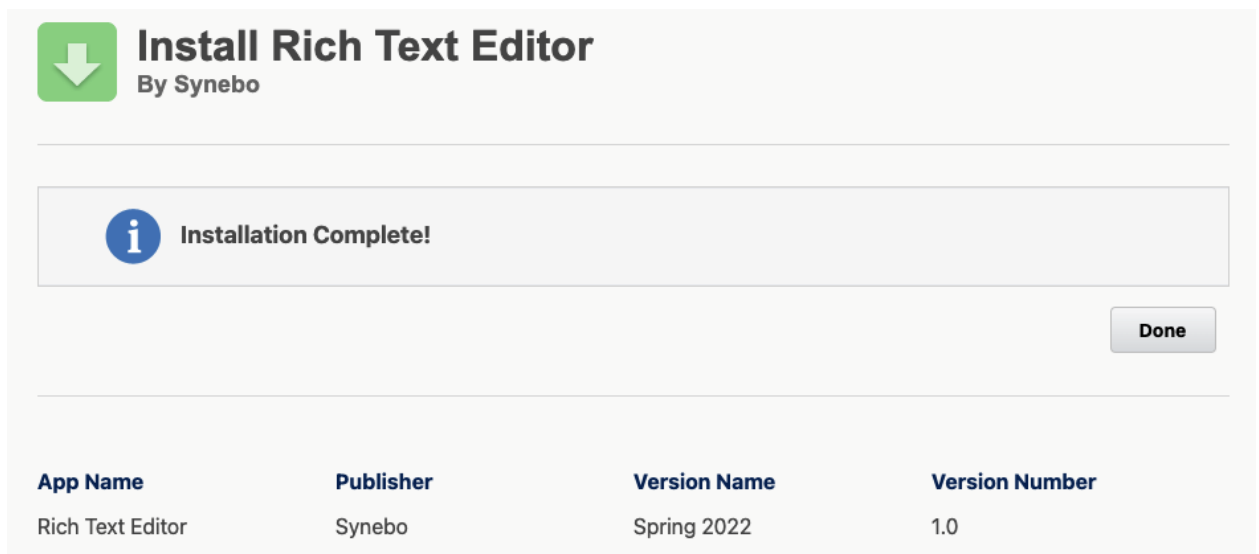 Install Rich Text Editor
By Synebo
Installation Complete!
Done
App Name Publisher Version Name Version Number
Rich Text Editor Synebo Spring 2022 1.0